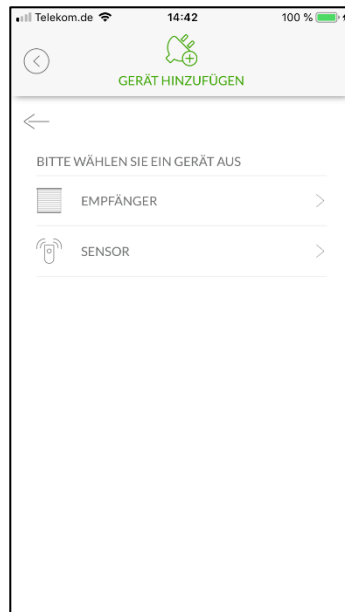 Telekom.de 14:42 100 %
GERÄT HINZUFÜGEN
BITTE WÄHLEN SIE EIN GERÄT AUS
EMPFÄNGER
SENSOR